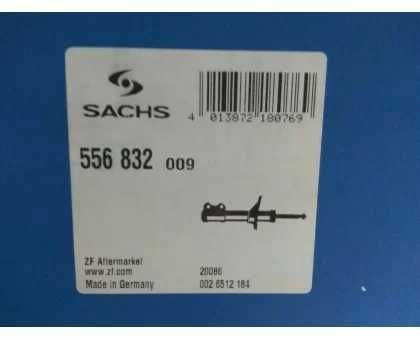 SACHS
4 013872 180769
556 832 009
ZF Aftermarket
www.zf.com
Made in Germany
20086
002 6512 184